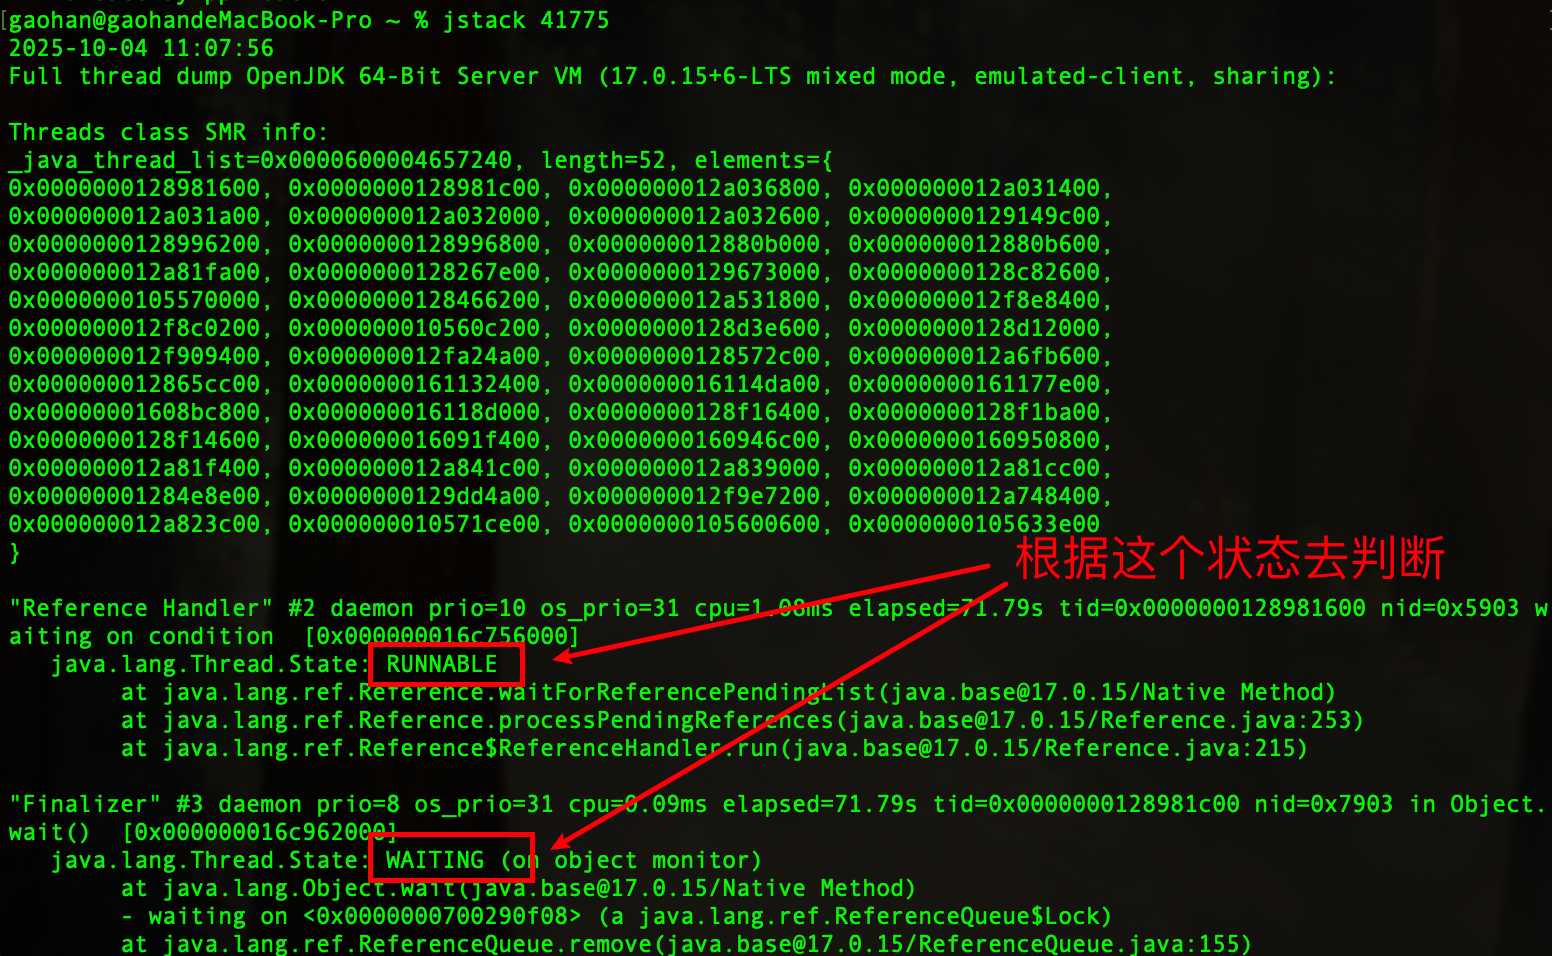 gaohan@gaohandeMacBook-Pro ~ % jstack 41775
2025-10-04 11:07:56
Full thread dump OpenJDK 64-Bit Server VM (17.0.15+6-LTS mixed mode, emulated-client, sharing):
Threads class SMR info:
_java_thread_list=0x0000600004657240, length=52, elements={
0x0000000128981600, 0x0000000128981c00, 0x000000012a036800, 0x000000012a031400,
0x000000012a031a00, 0x000000012a032000, 0x000000012a032600, 0x0000000129149c00,
0x0000000128996200, 0x0000000128996800, 0x000000012880b000, 0x000000012880b600,
0x000000012a81fa00, 0x0000000128267e00, 0x0000000129673000, 0x0000000128c82600,
0x0000000105570000, 0x0000000128466200, 0x000000012a531800, 0x000000012f8e8400,
0x000000012f8c0200, 0x000000010560c200, 0x0000000128d3e600, 0x0000000128d12000,
0x000000012f909400, 0x000000012fa24a00, 0x0000000128572c00, 0x000000012a6fb600,
0x000000012865cc00, 0x0000000161132400, 0x000000016114da00, 0x0000000161177e00,
0x00000001608bc800, 0x000000016118d000, 0x0000000128f16400, 0x0000000128f1ba00,
0x0000000128f14600, 0x000000016091f400, 0x0000000160946c00, 0x0000000160950800,
0x000000012a81f400, 0x000000012a841c00, 0x000000012a839000, 0x000000012a81cc00,
0x00000001284e8e00, 0x0000000129dd4a00, 0x000000012f9e7200, 0x000000012a748400,
0x000000012a823c00, 0x000000010571ce00, 0x0000000105600600, 0x0000000105633e00
}
根据这个状态去判断
"Reference Handler" #2 daemon prio=10 os_prio=31 cpu=1.08ms elapsed=71.79s tid=0x0000000128981600 nid=0x5903 w
aiting on condition  [0x000000016c756000]
java.lang.Thread.State: RUNNABLE
at java.lang.ref.Reference.waitForReferencePendingList(java.base@17.0.15/Native Method)
at java.lang.ref.Reference.processPendingReferences(java.base@17.0.15/Reference.java:253)
at java.lang.ref.Reference$ReferenceHandler.run(java.base@17.0.15/Reference.java:215)
"Finalizer" #3 daemon prio=8 os_prio=31 cpu=0.09ms elapsed=71.79s tid=0x0000000128981c00 nid=0x7903 in Object.
wait()  [0x000000016c962000]
java.lang.Thread.State: WAITING (on object monitor)
at java.lang.Object.wait(java.base@17.0.15/Native Method)
- waiting on <0x0000000700290f08> (a java.lang.ref.ReferenceQueue$Lock)
at java.lang.ref.ReferenceQueue.remove(java.base@17.0.15/ReferenceQueue.java:155)